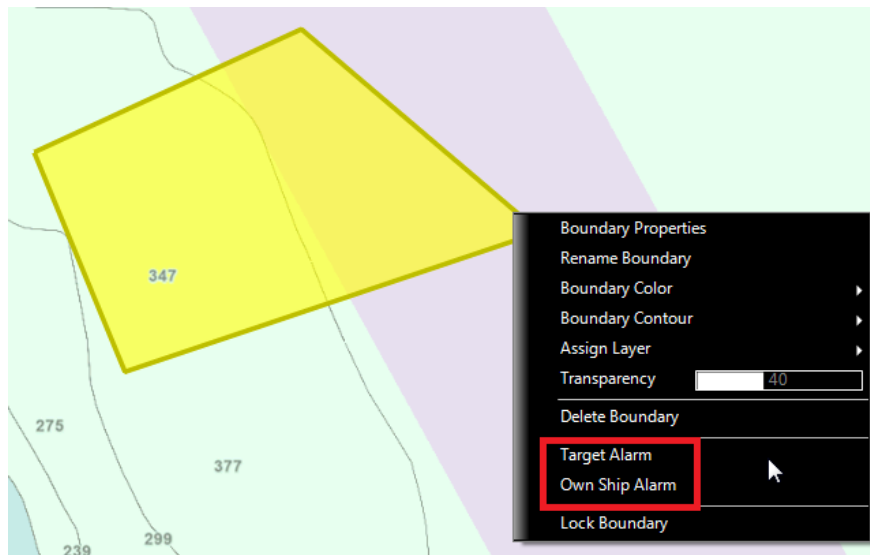 347
275
377
299
239
Boundary Properties
Rename Boundary
Boundary Color
Boundary Contour
Assign Layer
Transparency 40
Delete Boundary
Target Alarm
Own Ship Alarm
Lock Boundary